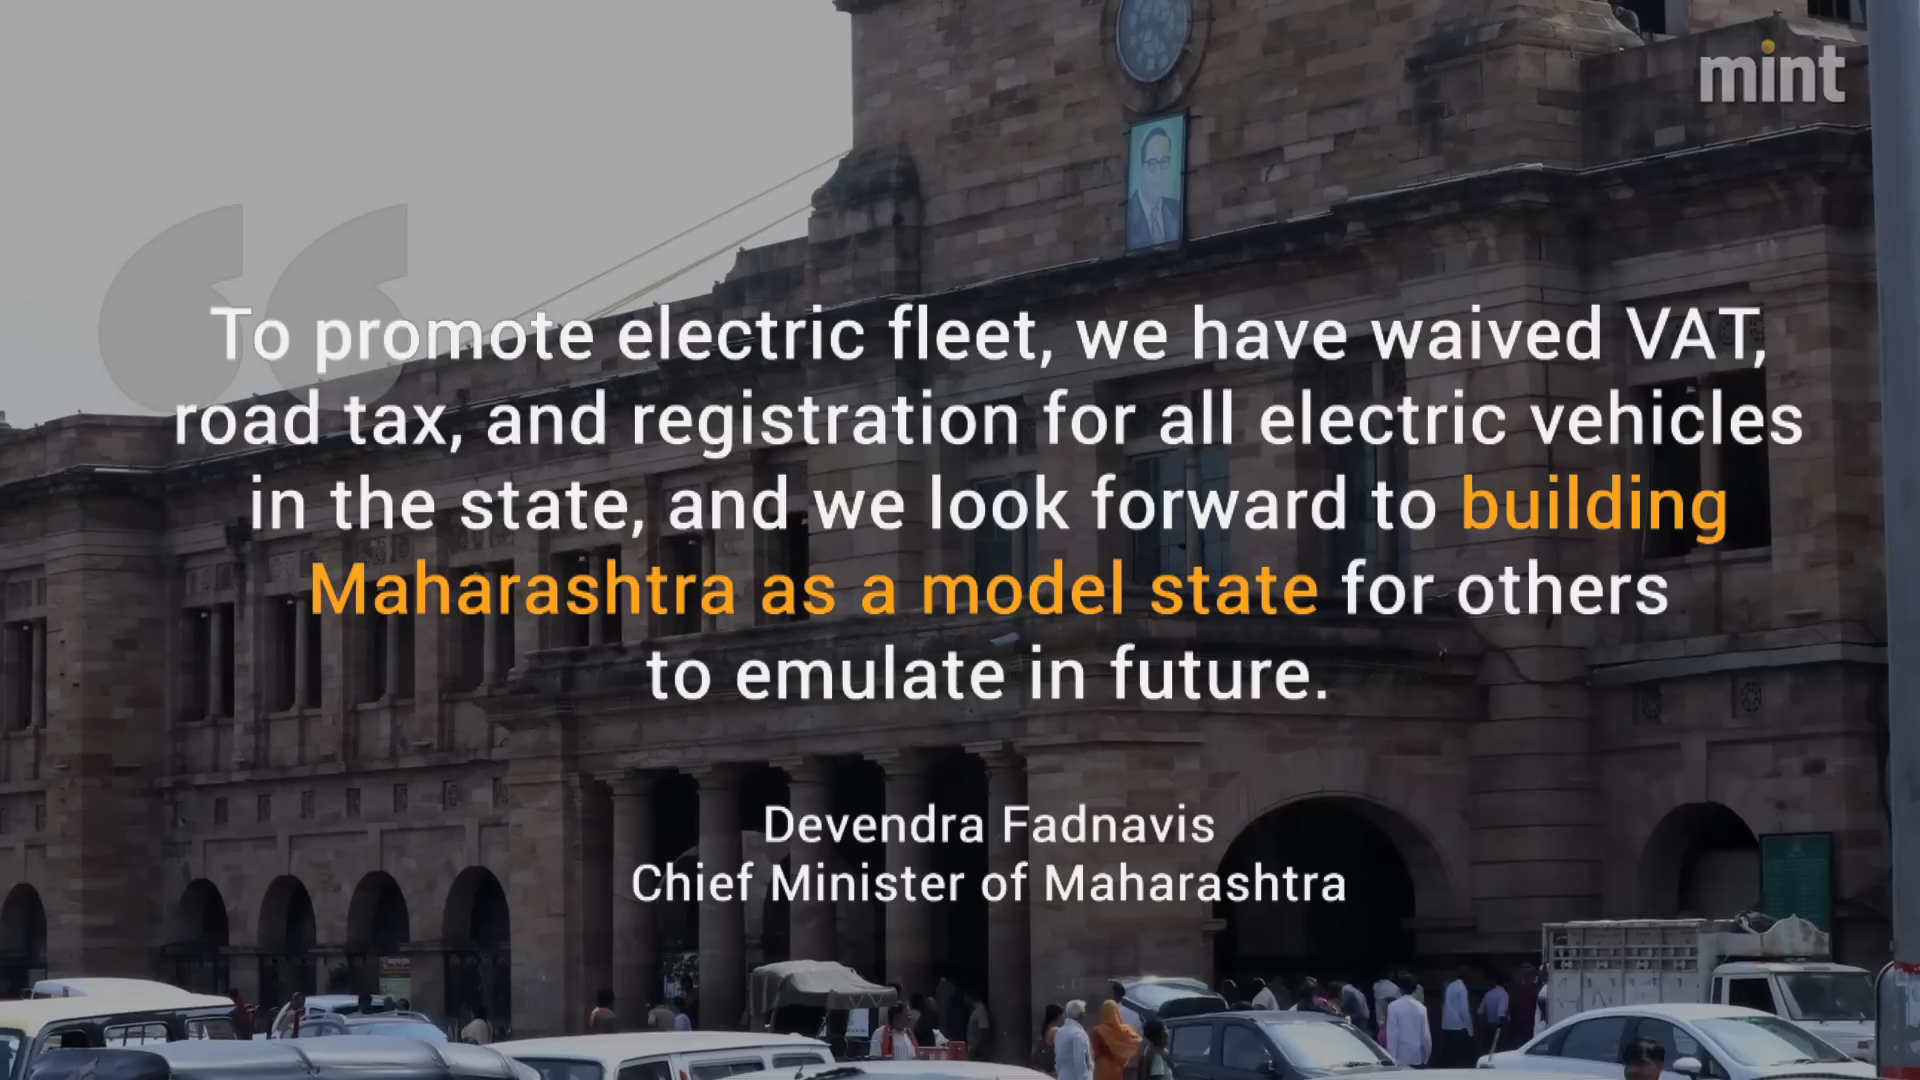 mint
To promote electric fleet, we have waived VAT,
road tax, and registration for all electric vehicles
in the state, and we look forward to building
Maharashtra as a model state for others
to emulate in future.
Devendra Fadnavis
Chief Minister of Maharashtra